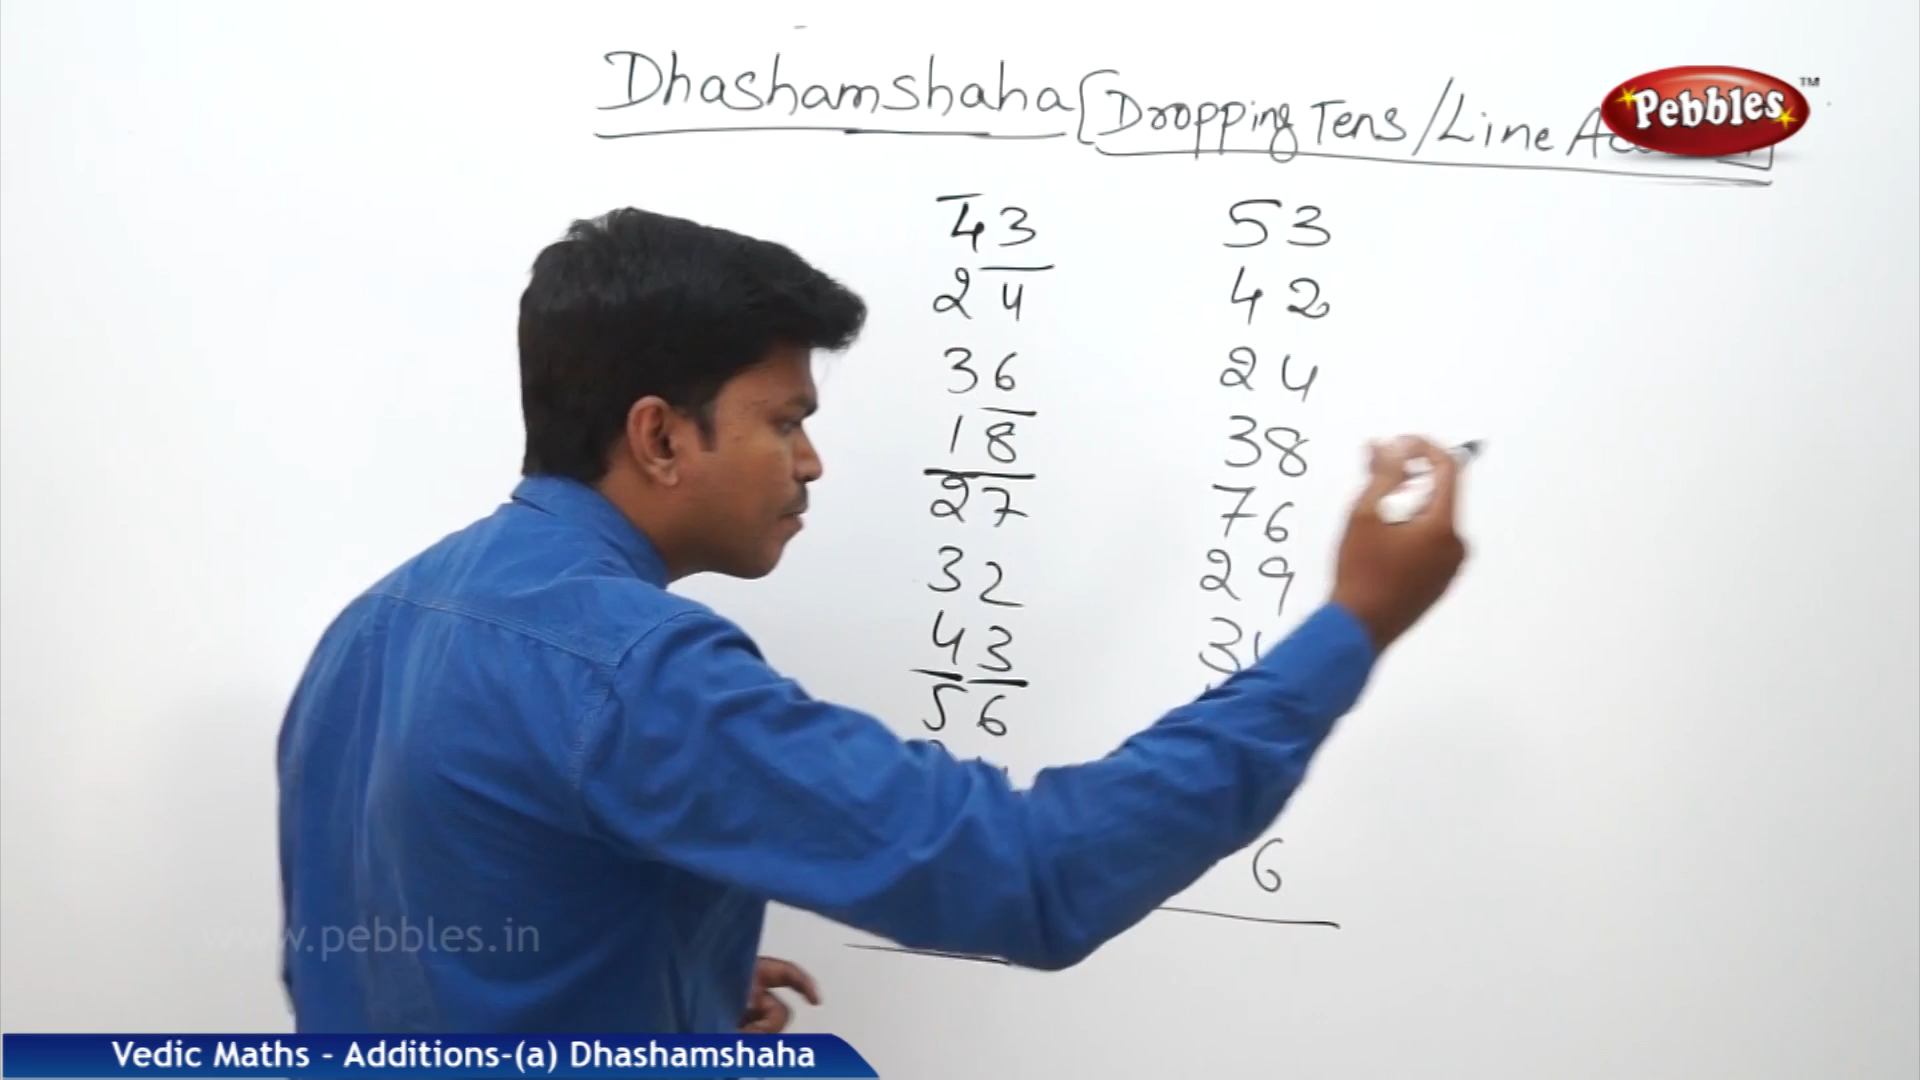 Dhashamshaha [Dropping Tens/Line
Pebbles™
43 53
24 42
36 24
18 38
27 76
32 29
43
56
6
www.pebbles.in
Vedic Maths - Additions-(a) Dhashamshaha